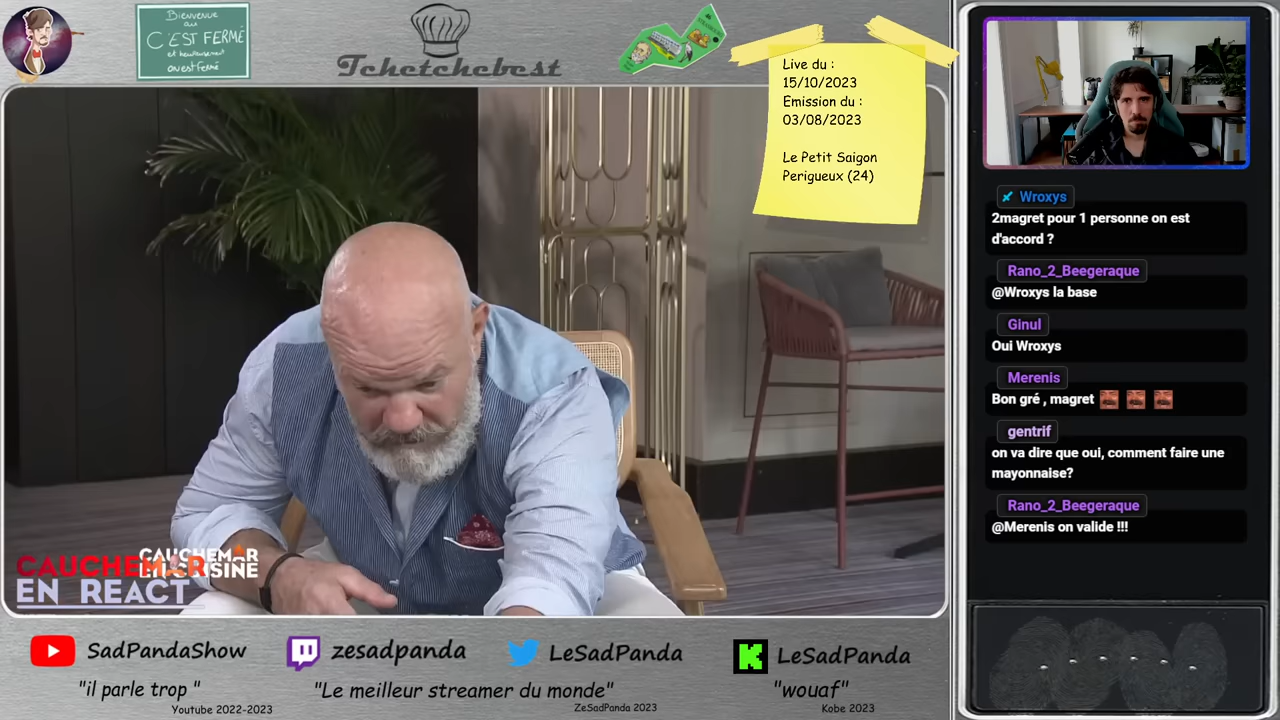 Bienvenue
au
C'EST FERMÉ
et heureusement
on est fermé
Tchetchebest
Live du :
15/10/2023
Emission du :
03/08/2023
Le Petit Saigon
Perigueux (24)
Wroxys
2magret pour 1 personne on est
d'accord ?
Rano_2_Beegeraque
@Wroxys la base
Ginul
Oui Wroxys
Merenis
Bon gré , magret
gentrif
on va dire que oui, comment faire une
mayonnaise?
Rano_2_Beegeraque
@Merenis on valide !!!
CAUCHEMAR
EN CUISINE
CAUCHEMAR
EN REACT
SadPandaShow
zesadpanda
LeSadPanda
LeSadPanda
"il parle trop "
Youtube 2022-2023
"Le meilleur streamer du monde"
ZeSadPanda 2023
"wouaf"
Kobe 2023